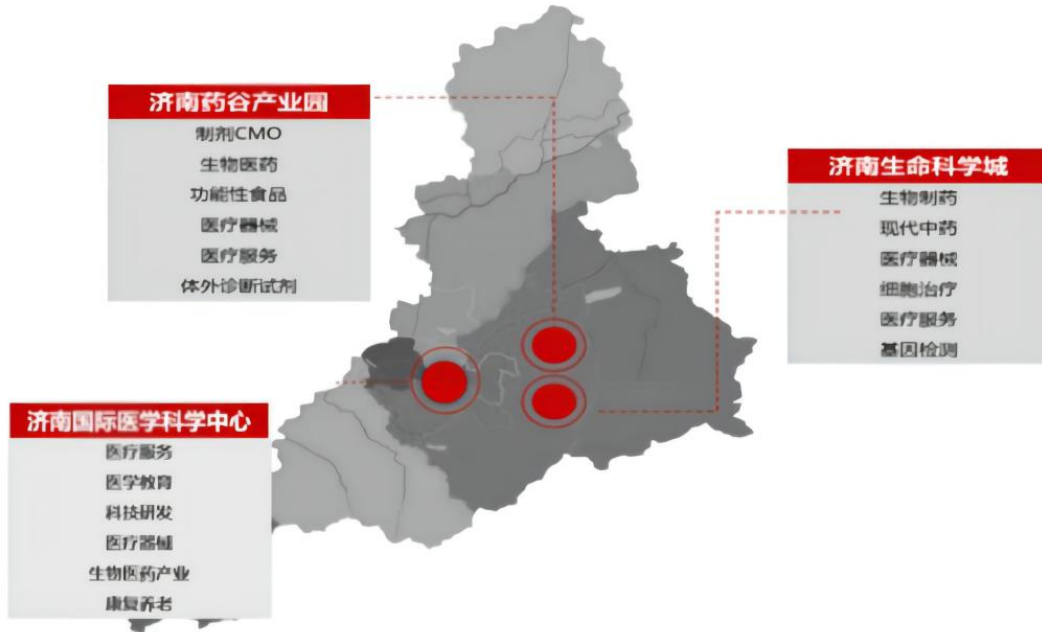 济南药谷产业园
制剂CMO
生物医药
功能性食品
医疗器械
医疗服务
体外诊断试剂
济南生命科学城
生物制药
现代中药
医疗器械
细胞治疗
医疗服务
基因检测
济南国际医学科学中心
医疗服务
医学教育
科技研发
医疗器械
生物医药产业
康复养老